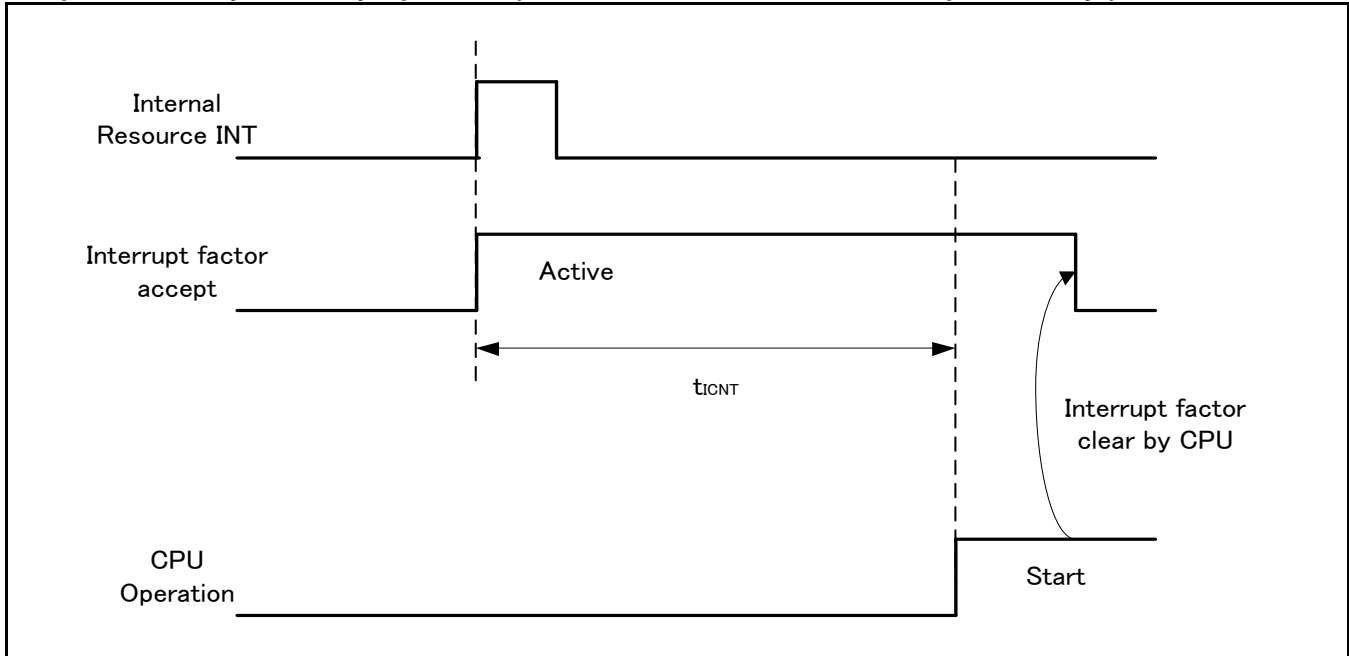 Internal
Resource INT
Interrupt factor
accept
Active
tICNT
Interrupt factor
clear by CPU
CPU
Operation
Start